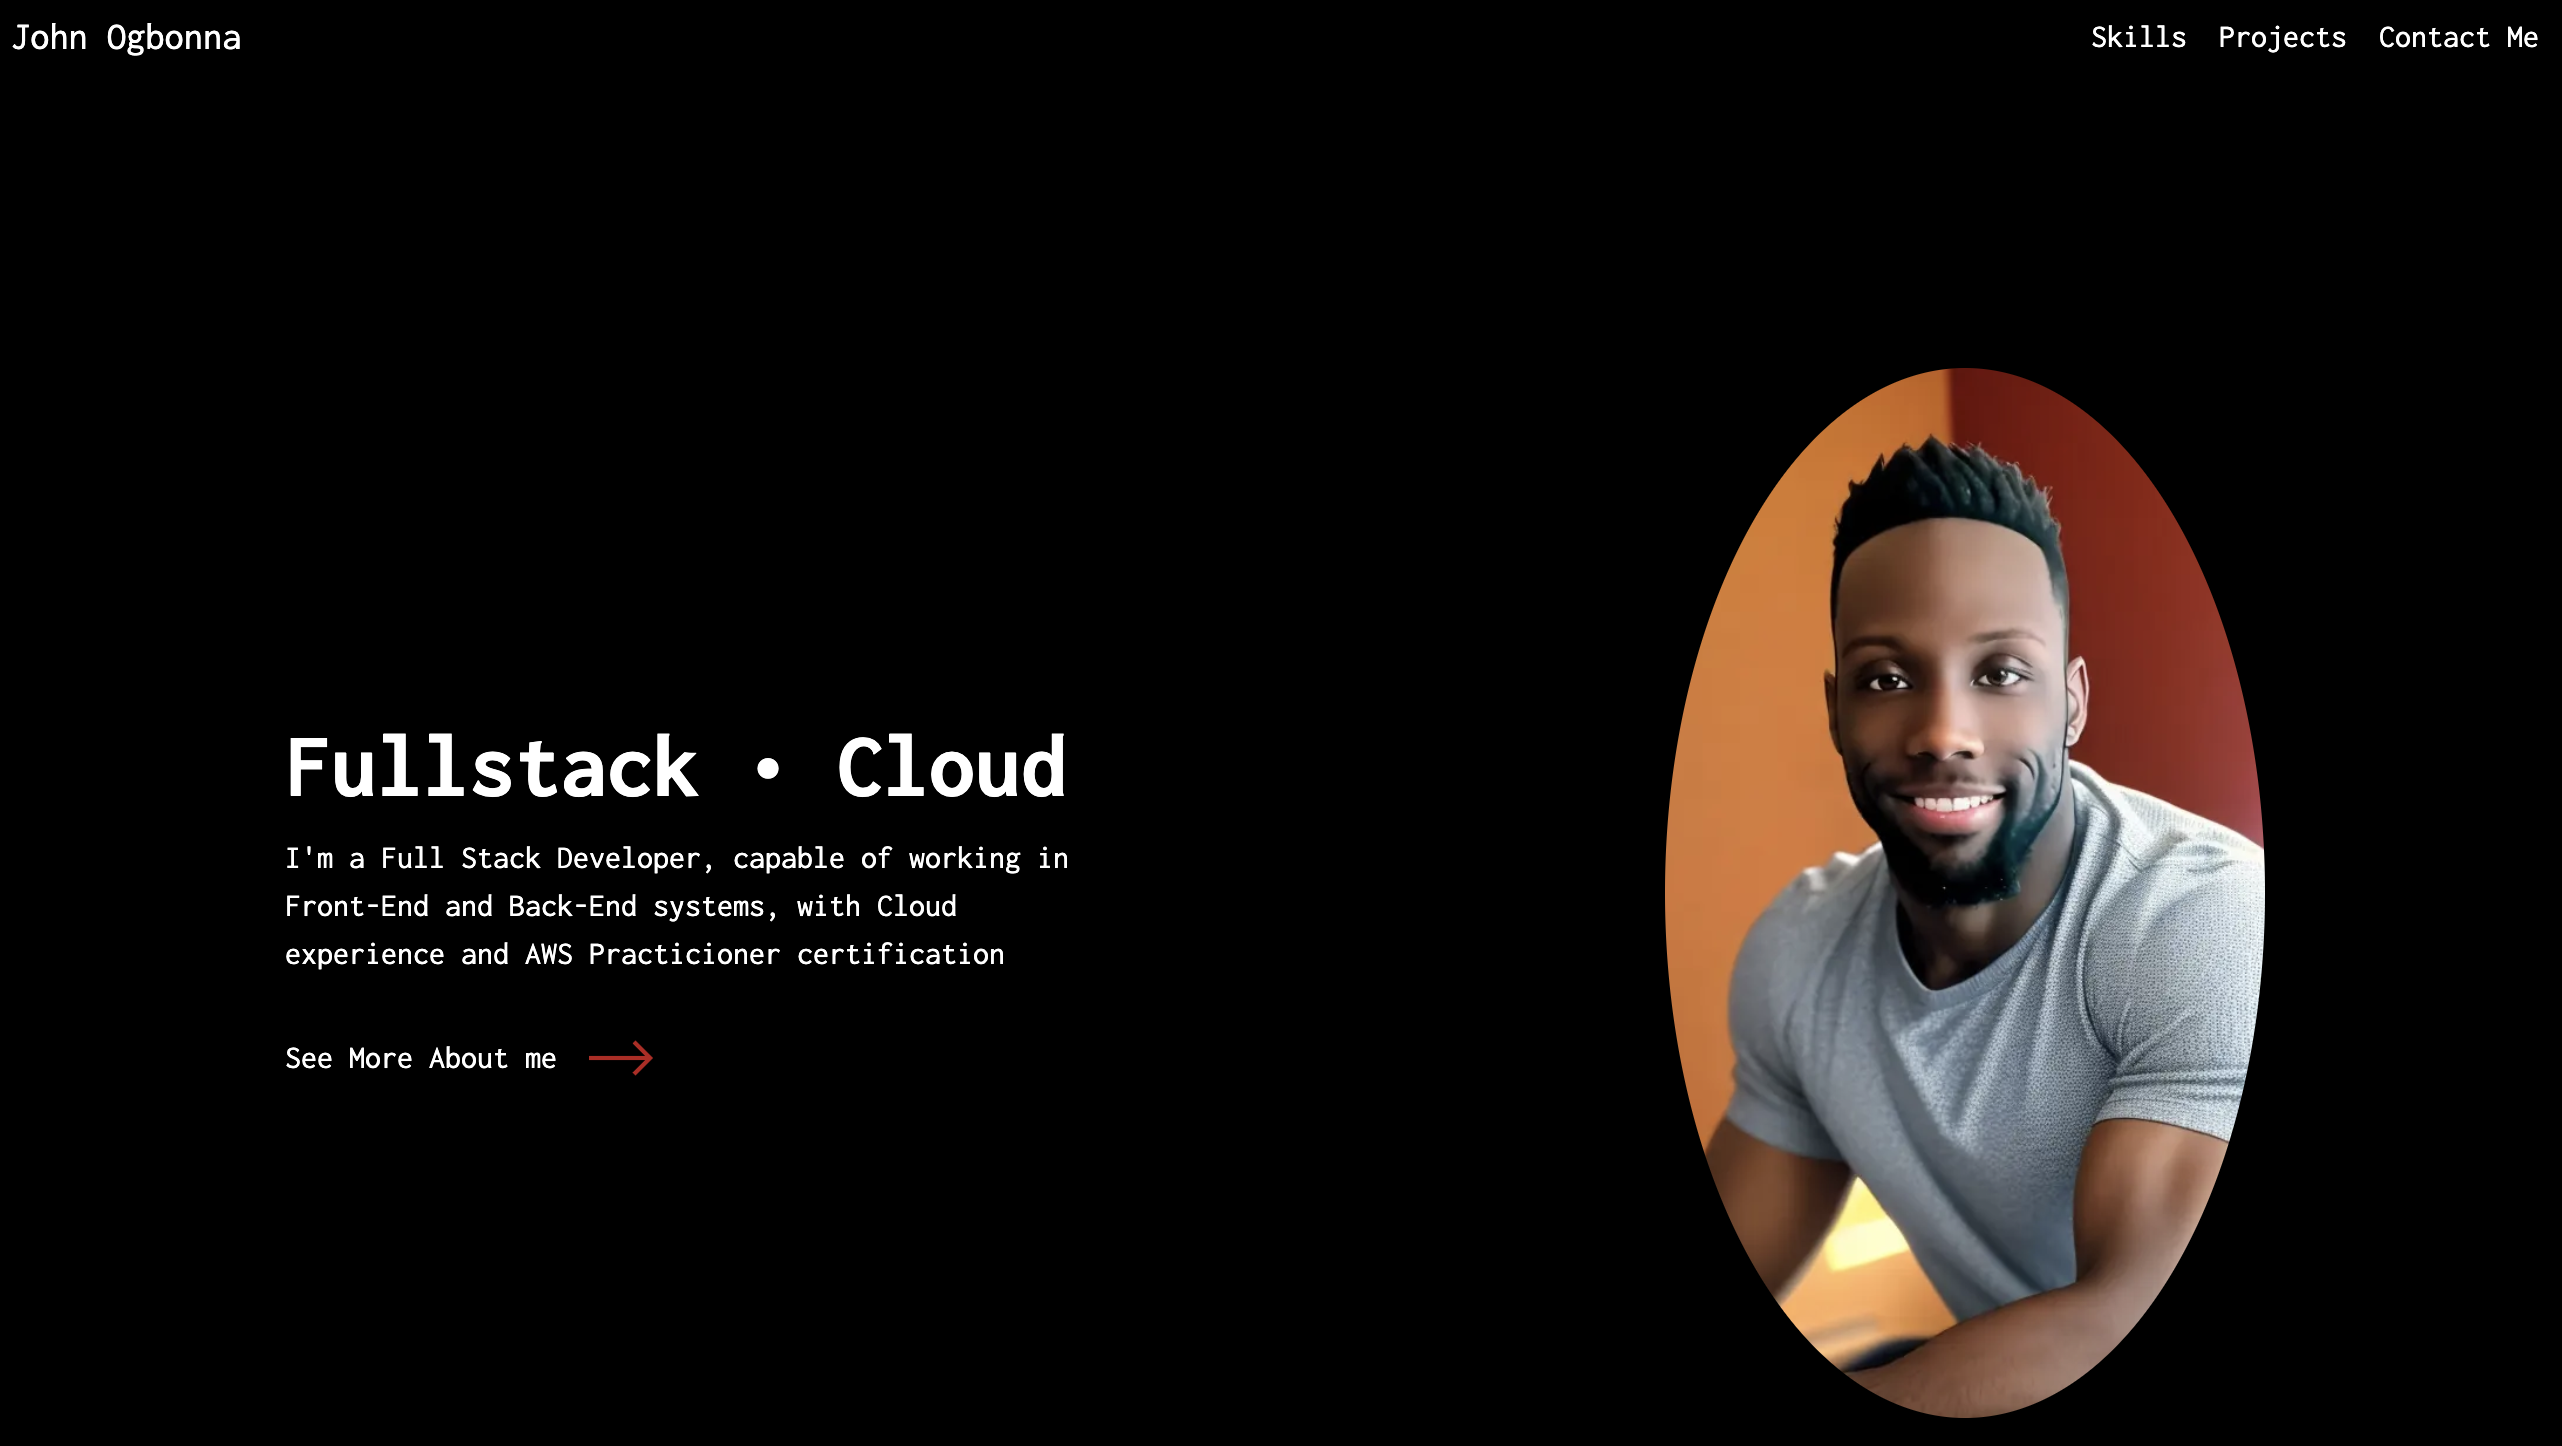 John Ogbonna
Skills Projects Contact Me
Fullstack • Cloud
I'm a Full Stack Developer, capable of working in
Front-End and Back-End systems, with Cloud
experience and AWS Practicioner certification
See More About me